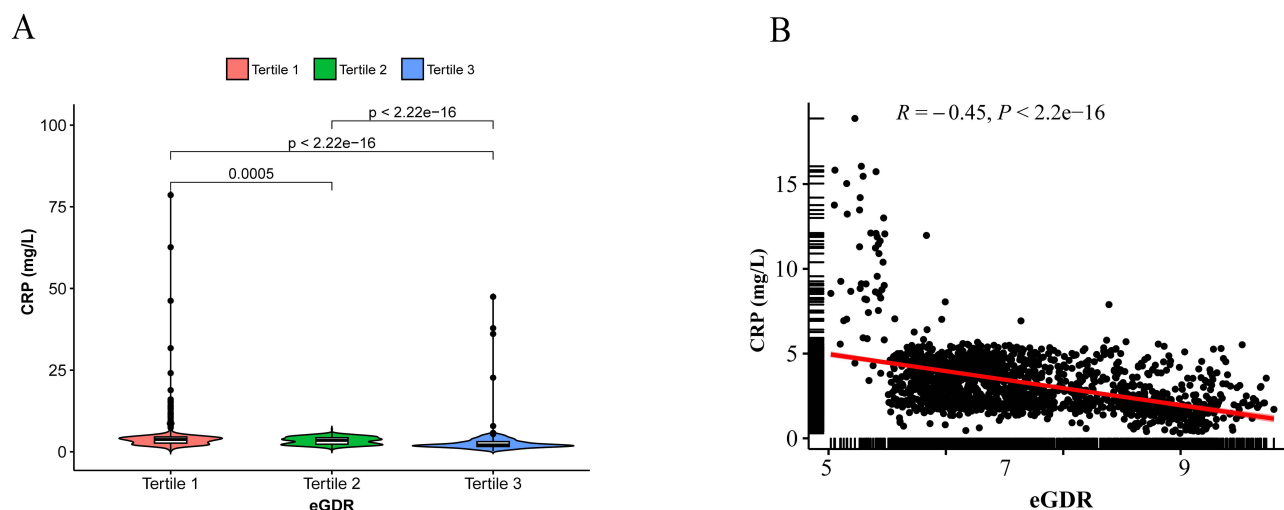 A
Tertile 1 Tertile 2 Tertile 3
p < 2.22e−16
p < 2.22e−16
0.0005
100
75
50
25
0
CRP (mg/L)
Tertile 1 Tertile 2 Tertile 3
eGDR
B
R = −0.45, P < 2.2e−16
15
10
5
0
CRP (mg/L)
5 7 9
eGDR